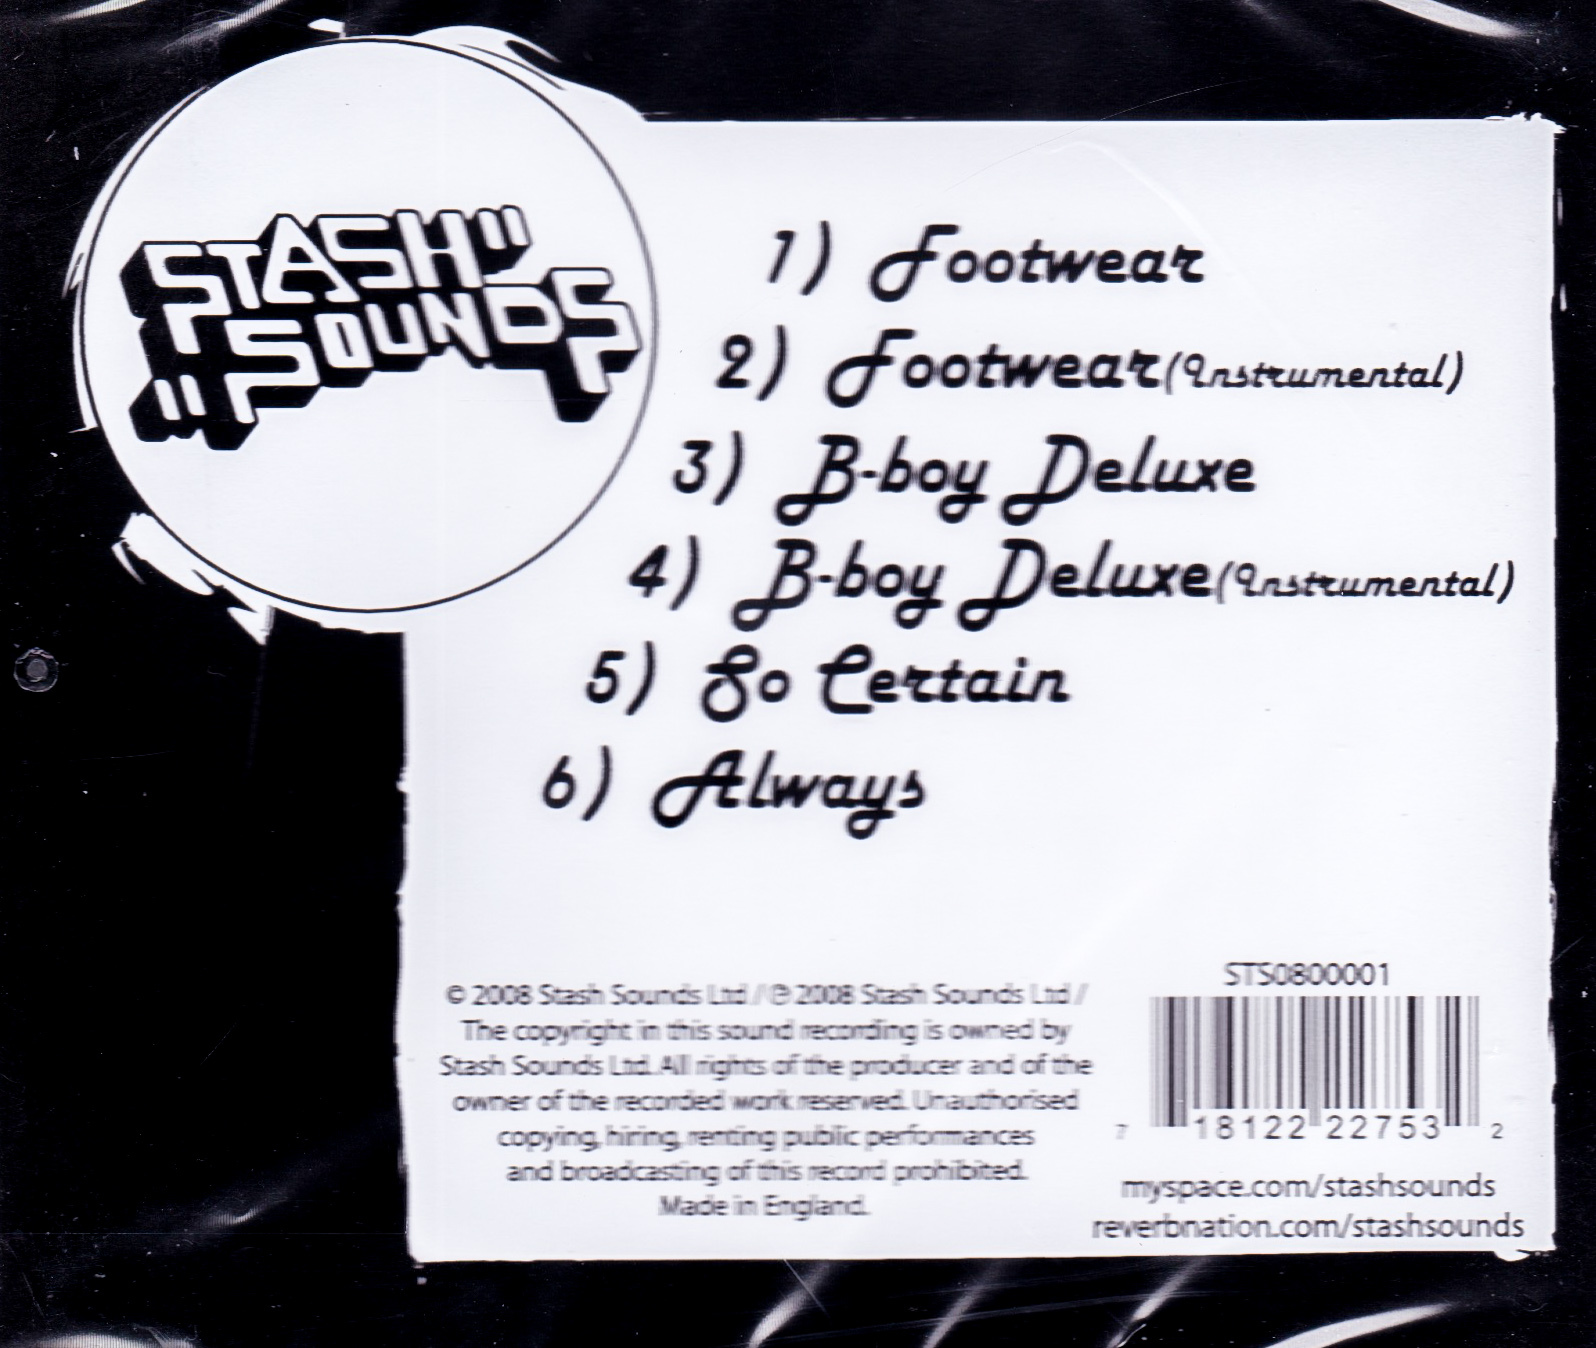 "STASH"
"SOUNDS"
1) Footwear
2) Footwear (Instrumental)
3) B-boy Deluxe
4) B-boy Deluxe (Instrumental)
5) So Certain
6) Always
© 2008 Stash Sounds Ltd / ℗ 2008 Stash Sounds Ltd /
The copyright in this sound recording is owned by
Stash Sounds Ltd. All rights of the producer and of the
owner of the recorded work reserved. Unauthorised
copying, hiring, renting public performances
and broadcasting of this record prohibited.
Made in England.
STS0800001
7 18122 22753 2
myspace.com/stashsounds
reverbnation.com/stashsounds